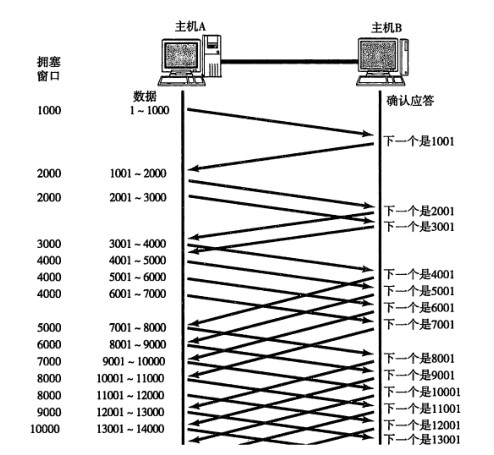 主机A
主机B
拥塞
窗口
数据
确认应答
1000 1~1000
下一个是1001
2000 1001~2000
2000 2001~3000
下一个是2001
下一个是3001
3000 3001~4000
4000 4001~5000
4000 5001~6000
4000 6001~7000
下一个是4001
下一个是5001
下一个是6001
下一个是7001
5000 7001~8000
6000 8001~9000
7000 9001~10000
8000 10001~11000
8000 11001~12000
9000 12001~13000
10000 13001~14000
下一个是8001
下一个是9001
下一个是10001
下一个是11001
下一个是12001
下一个是13001